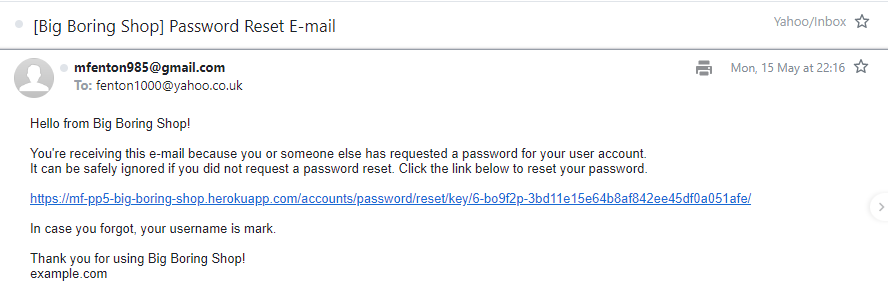 [Big Boring Shop] Password Reset E-mail
Yahoo/Inbox
mfenton985@gmail.com
Mon, 15 May at 22:16
To: fenton1000@yahoo.co.uk
Hello from Big Boring Shop!
You're receiving this e-mail because you or someone else has requested a password for your user account.
It can be safely ignored if you did not request a password reset. Click the link below to reset your password.
https://mf-pp5-big-boring-shop.herokuapp.com/accounts/password/reset/key/6-bo9f2p-3bd11e15e64b8af842ee45df0a051afe/
In case you forgot, your username is mark.
Thank you for using Big Boring Shop!
example.com